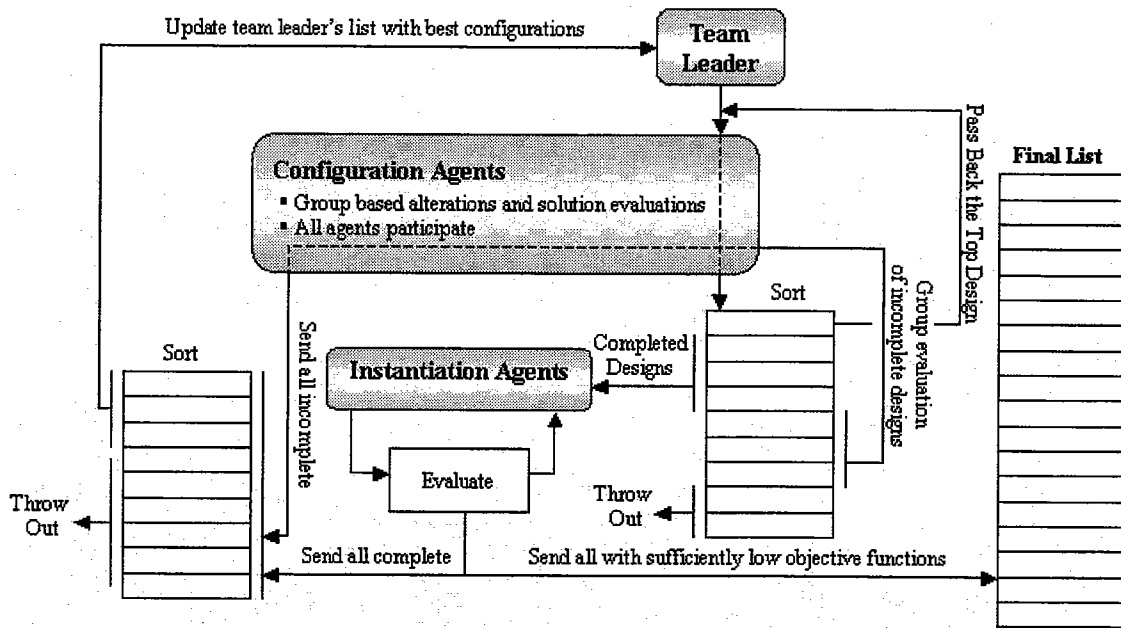 Update team leader's list with best configurations
Team
Leader
Pass Back the Top Design
Final List
Configuration Agents
▪ Group based alterations and solution evaluations
▪ All agents participate
Sort
Group evaluation
of incomplete designs
Send all incomplete
Completed
Designs
Sort
Instantiation Agents
Evaluate
Throw
Out
Throw
Out
Send all complete
Send all with sufficiently low objective functions